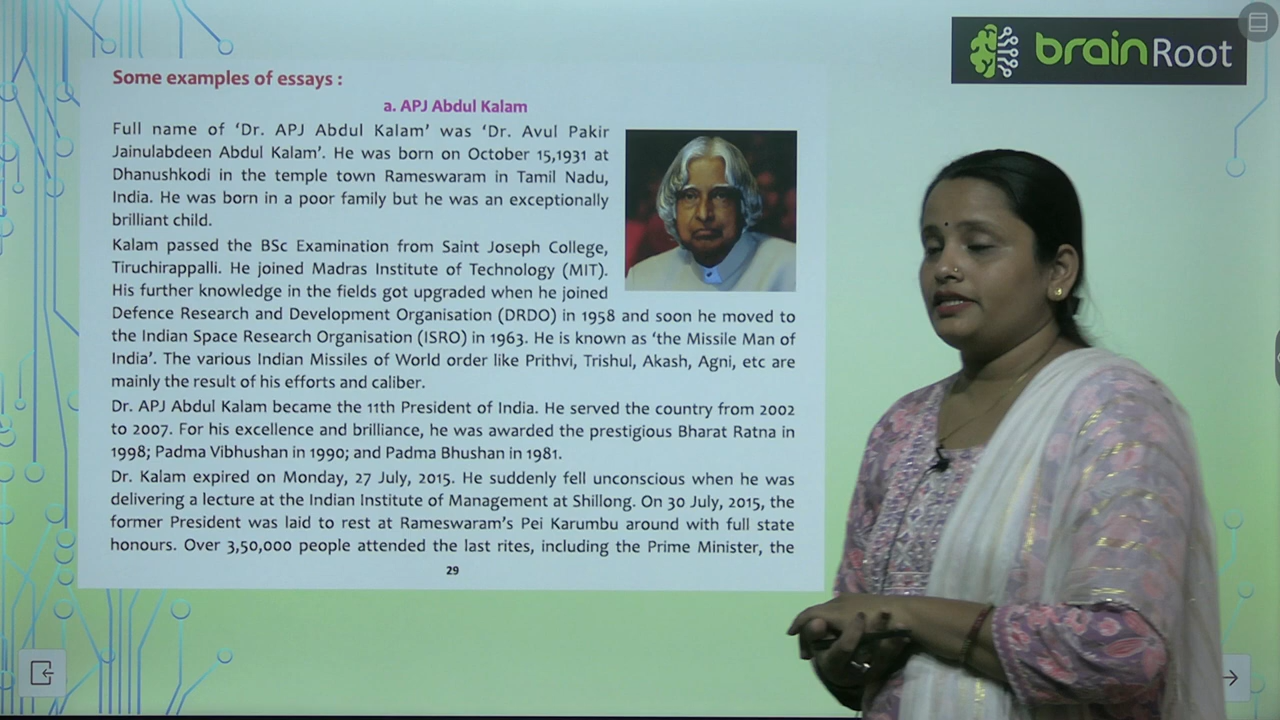 brainRoot
Some examples of essays :
a. APJ Abdul Kalam
Full name of ‘Dr. APJ Abdul Kalam’ was ‘Dr. Avul Pakir
Jainulabdeen Abdul Kalam’. He was born on October 15,1931 at
Dhanushkodi in the temple town Rameswaram in Tamil Nadu,
India. He was born in a poor family but he was an exceptionally
brilliant child.
Kalam passed the BSc Examination from Saint Joseph College,
Tiruchirappalli. He joined Madras Institute of Technology (MIT).
His further knowledge in the fields got upgraded when he joined
Defence Research and Development Organisation (DRDO) in 1958 and soon he moved to
the Indian Space Research Organisation (ISRO) in 1963. He is known as ‘the Missile Man of
India’. The various Indian Missiles of World order like Prithvi, Trishul, Akash, Agni, etc are
mainly the result of his efforts and caliber.
Dr. APJ Abdul Kalam became the 11th President of India. He served the country from 2002
to 2007. For his excellence and brilliance, he was awarded the prestigious Bharat Ratna in
1998; Padma Vibhushan in 1990; and Padma Bhushan in 1981.
Dr. Kalam expired on Monday, 27 July, 2015. He suddenly fell unconscious when he was
delivering a lecture at the Indian Institute of Management at Shillong. On 30 July, 2015, the
former President was laid to rest at Rameswaram’s Pei Karumbu around with full state
honours. Over 3,50,000 people attended the last rites, including the Prime Minister, the
29